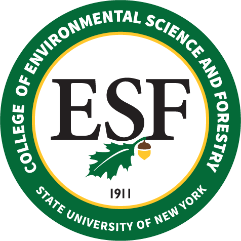 COLLEGE OF ENVIRONMENTAL SCIENCE AND FORESTRY
ESF
1911
STATE UNIVERSITY OF NEW YORK